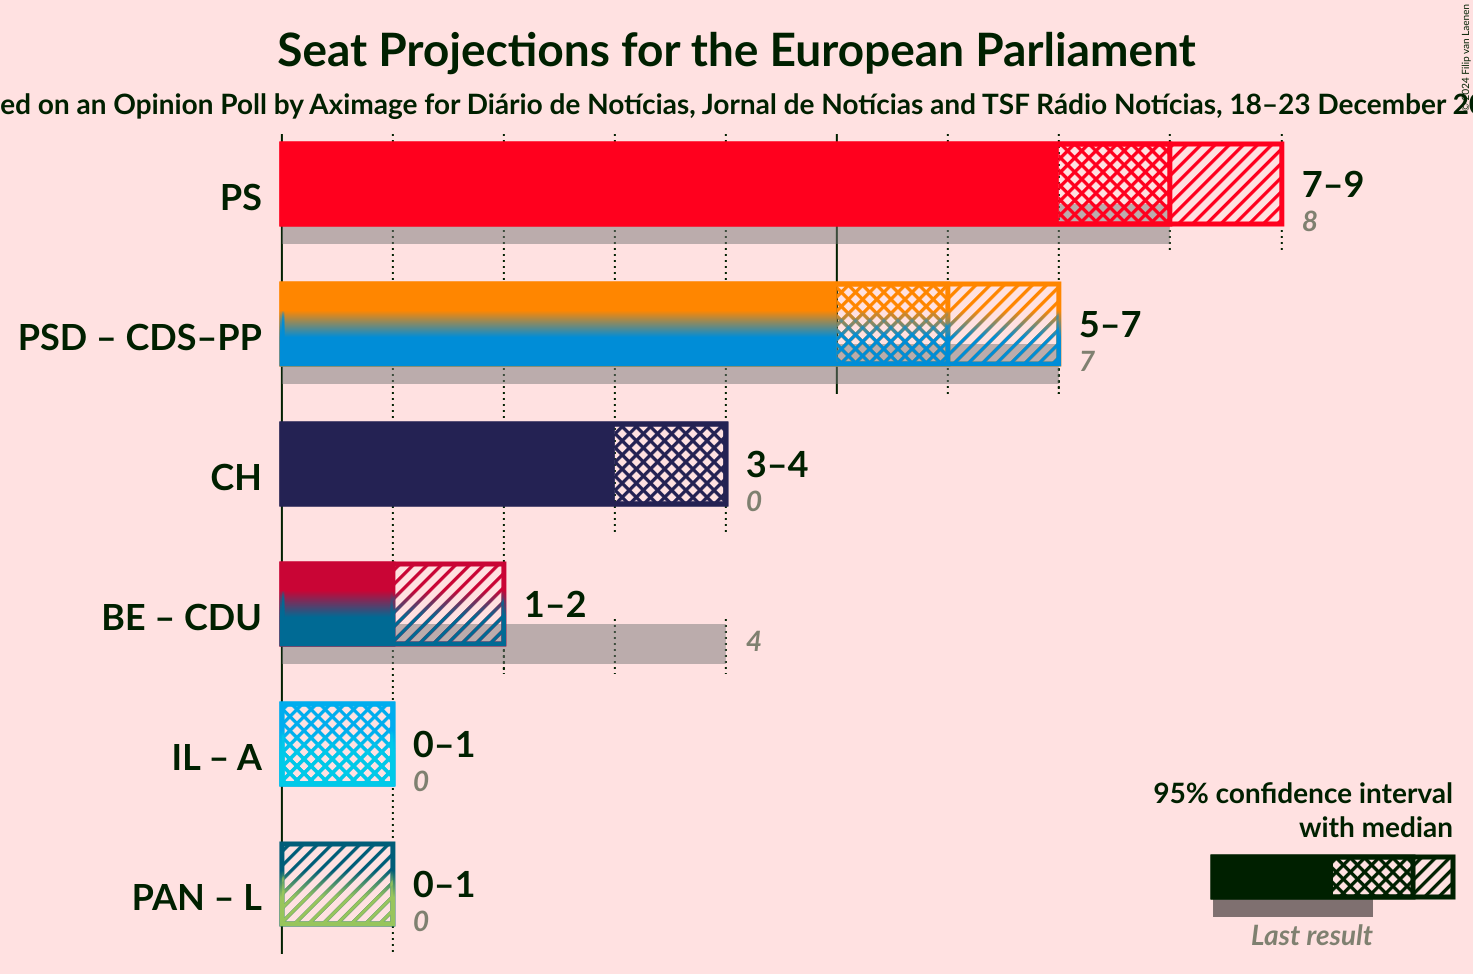 Seat Projections for the European Parliament
ed on an Opinion Poll by Aximage for Diário de Notícias, Jornal de Notícias and TSF Rádio Notícias, 18–23 December
© 2024 Filip van Laenen
PS
7–9
8
PSD – CDS–PP
5–7
7
CH
3–4
0
BE – CDU
1–2
4
IL – A
0–1
0
PAN – L
0–1
0
95% confidence interval
with median
Last result